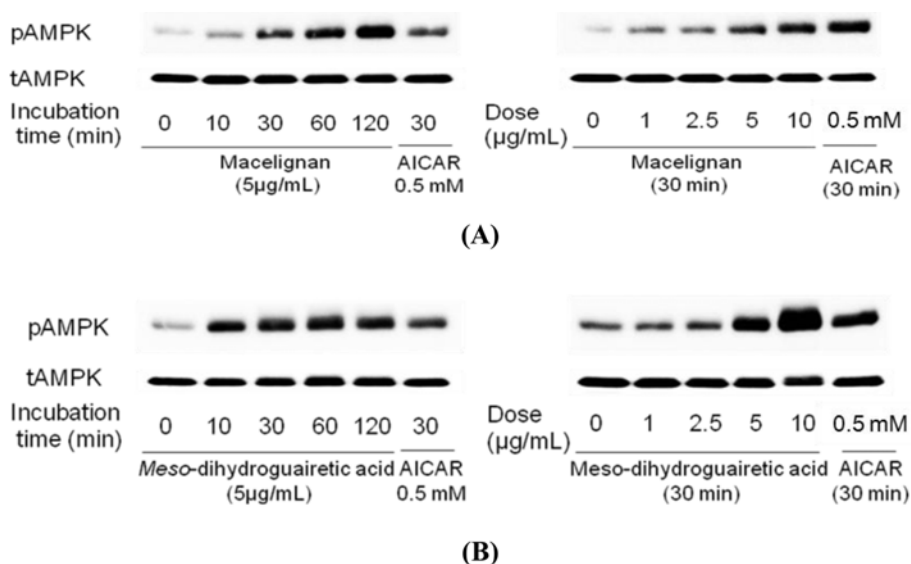 pAMPK
tAMPK
Incubation time (min) 0 10 30 60 120 30
Macelignan (5µg/mL) AICAR 0.5 mM
Dose (µg/mL) 0 1 2.5 5 10 0.5 mM
Macelignan (30 min) AICAR (30 min)
(A)
pAMPK
tAMPK
Incubation time (min) 0 10 30 60 120 30
Meso-dihydroguairetic acid (5µg/mL) AICAR 0.5 mM
Dose (µg/mL) 0 1 2.5 5 10 0.5 mM
Meso-dihydroguairetic acid (30 min) AICAR (30 min)
(B)